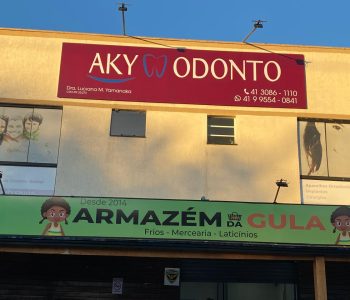 AKY ODONTO
Dra. Luciana M. Yamanaka
41 3086 - 1110
41 9 9554 - 0841
Desde 2014
ARMAZÉM DA GULA
Frios - Mercearia - Laticínios